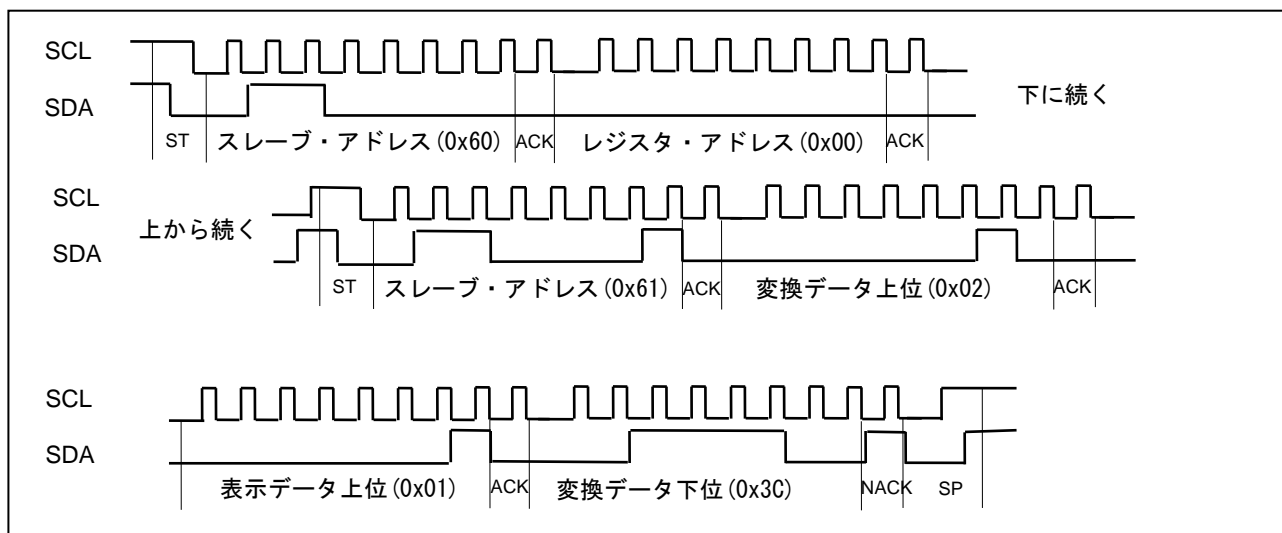 SCL
SDA
下に続く
ST スレーブ・アドレス(0x60) ACK レジスタ・アドレス(0x00) ACK
SCL
上から続く
SDA
ST スレーブ・アドレス(0x61) ACK 変換データ上位(0x02) ACK
SCL
SDA
表示データ上位(0x01) ACK 変換データ下位(0x3C) NACK SP